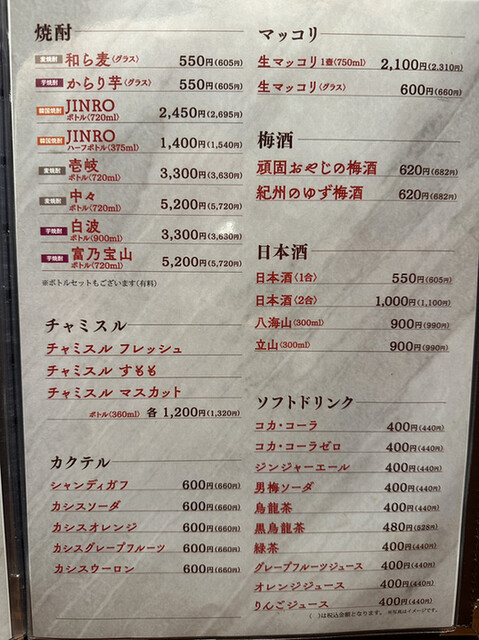 焼酎
麦焼酎 和ら麦〈グラス〉 550円(605円)
芋焼酎 からり芋〈グラス〉 550円(605円)
韓国焼酎 JINRO ボトル〈720ml〉 2,450円(2,695円)
韓国焼酎 JINRO ハーフボトル〈375ml〉 1,400円(1,540円)
麦焼酎 壱岐 ボトル〈720ml〉 3,300円(3,630円)
麦焼酎 中々 ボトル〈720ml〉 5,200円(5,720円)
芋焼酎 白波 ボトル〈900ml〉 3,300円(3,630円)
芋焼酎 富乃宝山 ボトル〈720ml〉 5,200円(5,720円)
※ボトルセットもございます〈有料〉
チャミスル
チャミスル フレッシュ
チャミスル すもも
チャミスル マスカット
ボトル〈360ml〉 各 1,200円(1,320円)
カクテル
シャンディガフ 600円(660円)
カシスソーダ 600円(660円)
カシスオレンジ 600円(660円)
カシスグレープフルーツ 600円(660円)
カシスウーロン 600円(660円)
マッコリ
生マッコリ 1壺〈750ml〉 2,100円(2,310円)
生マッコリ〈グラス〉 600円(660円)
梅酒
頑固おやじの梅酒 620円(682円)
紀州のゆず梅酒 620円(682円)
日本酒
日本酒〈1合〉 550円(605円)
日本酒〈2合〉 1,000円(1,100円)
八海山〈300ml〉 900円(990円)
立山〈300ml〉 900円(990円)
ソフトドリンク
コカ・コーラ 400円(440円)
コカ・コーラゼロ 400円(440円)
ジンジャーエール 400円(440円)
男梅ソーダ 400円(440円)
烏龍茶 400円(440円)
黒烏龍茶 480円(528円)
緑茶 400円(440円)
グレープフルーツジュース 400円(440円)
オレンジジュース 400円(440円)
りんごジュース 400円(440円)
( )は税込金額となります。 ※写真はイメージです。